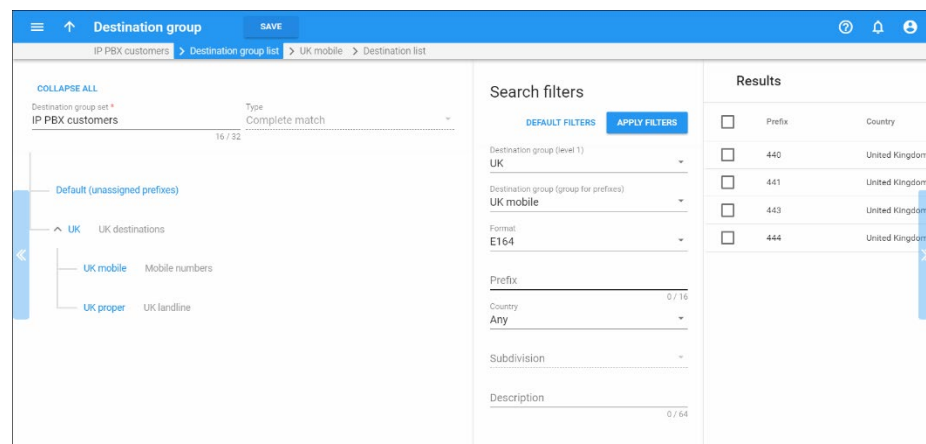 Destination group SAVE
IP PBX customers > Destination group list > UK mobile > Destination list
COLLAPSE ALL
Destination group set *
IP PBX customers
16 / 32
Type
Complete match
Default (unassigned prefixes)
UK UK destinations
UK mobile Mobile numbers
UK proper UK landline
Search filters
DEFAULT FILTERS APPLY FILTERS
Destination group (level 1)
UK
Destination group (group for prefixes)
UK mobile
Format
E164
Prefix
0 / 16
Country
Any
Subdivision
Description
0 / 64
Results
Prefix Country
440 United Kingdom
441 United Kingdom
443 United Kingdom
444 United Kingdom